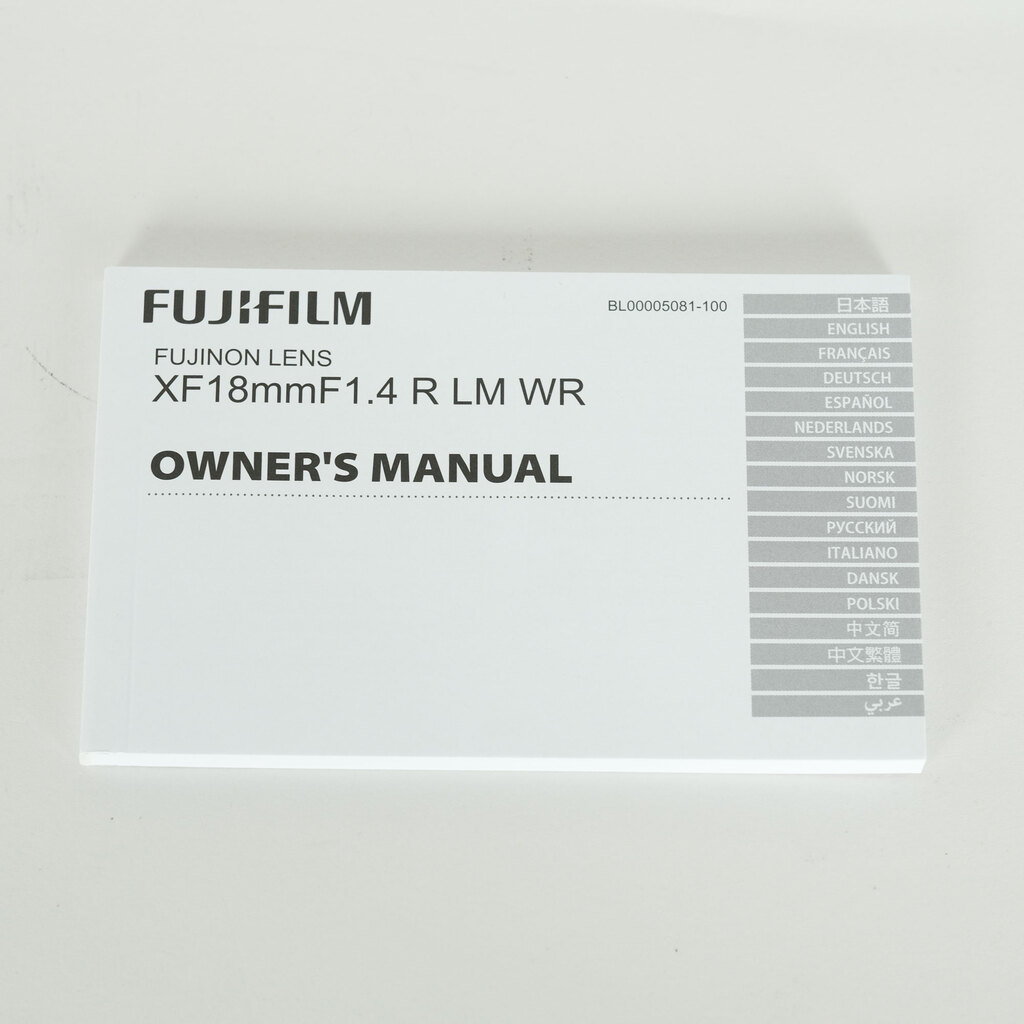 FUJIFILM
BL00005081-100
FUJINON LENS
XF18mmF1.4 R LM WR
OWNER'S MANUAL
日本語
ENGLISH
FRANÇAIS
DEUTSCH
ESPAÑOL
NEDERLANDS
SVENSKA
NORSK
SUOMI
РУССКИЙ
ITALIANO
DANSK
POLSKI
中文简
中文繁體
한글
عربي